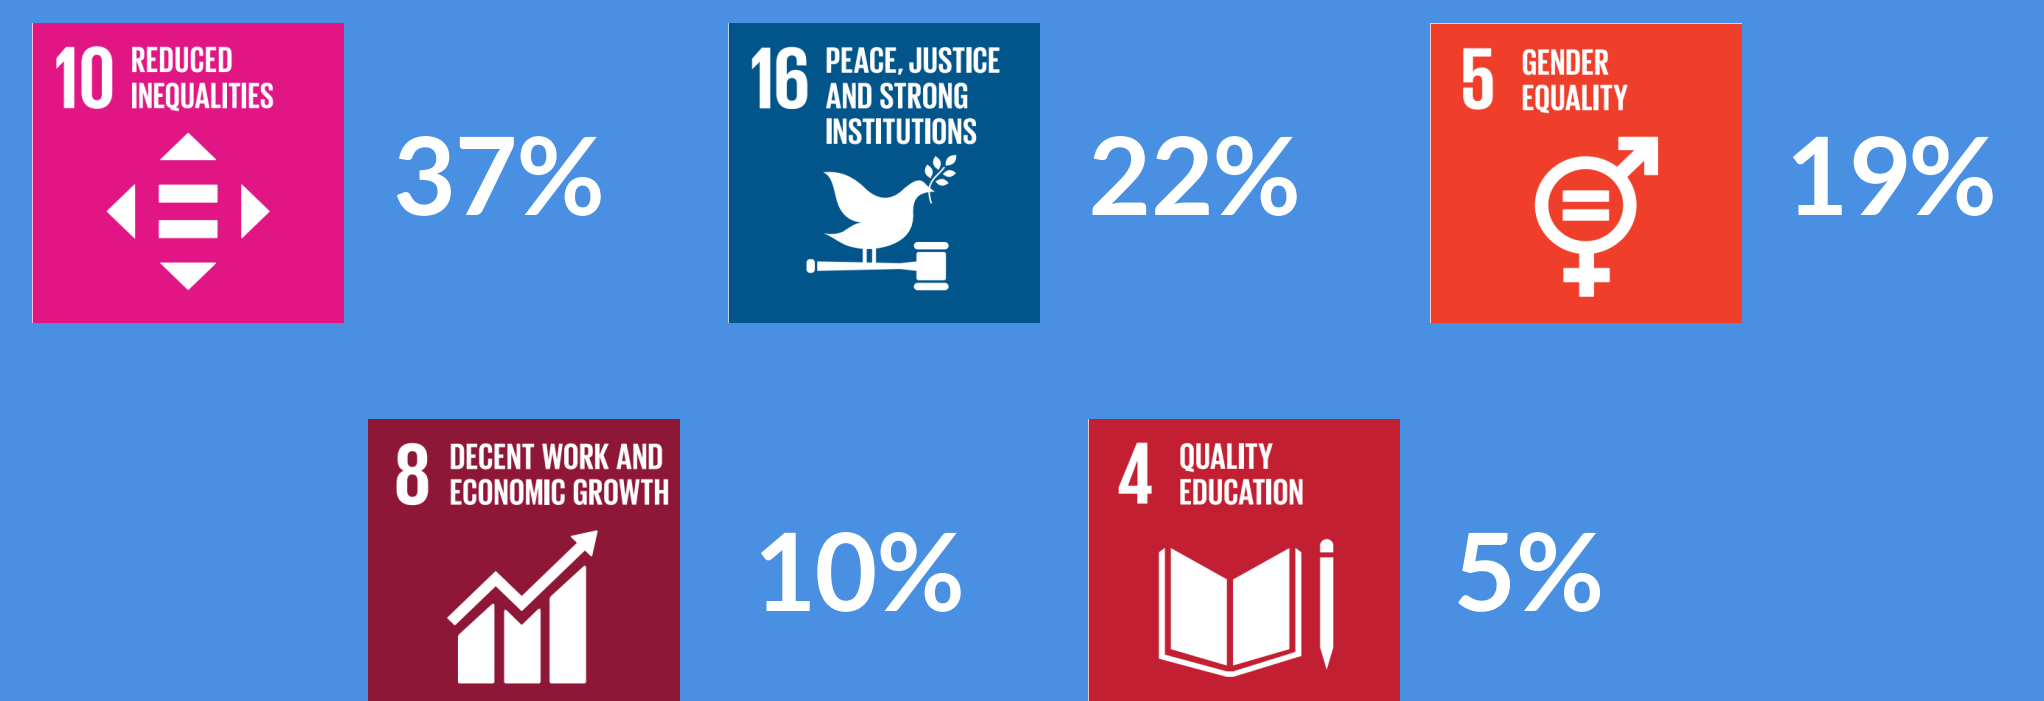 10 REDUCED
INEQUALITIES
37%
16 PEACE, JUSTICE
AND STRONG
INSTITUTIONS
22%
5 GENDER
EQUALITY
19%
8 DECENT WORK AND
ECONOMIC GROWTH
10%
4 QUALITY
EDUCATION
5%